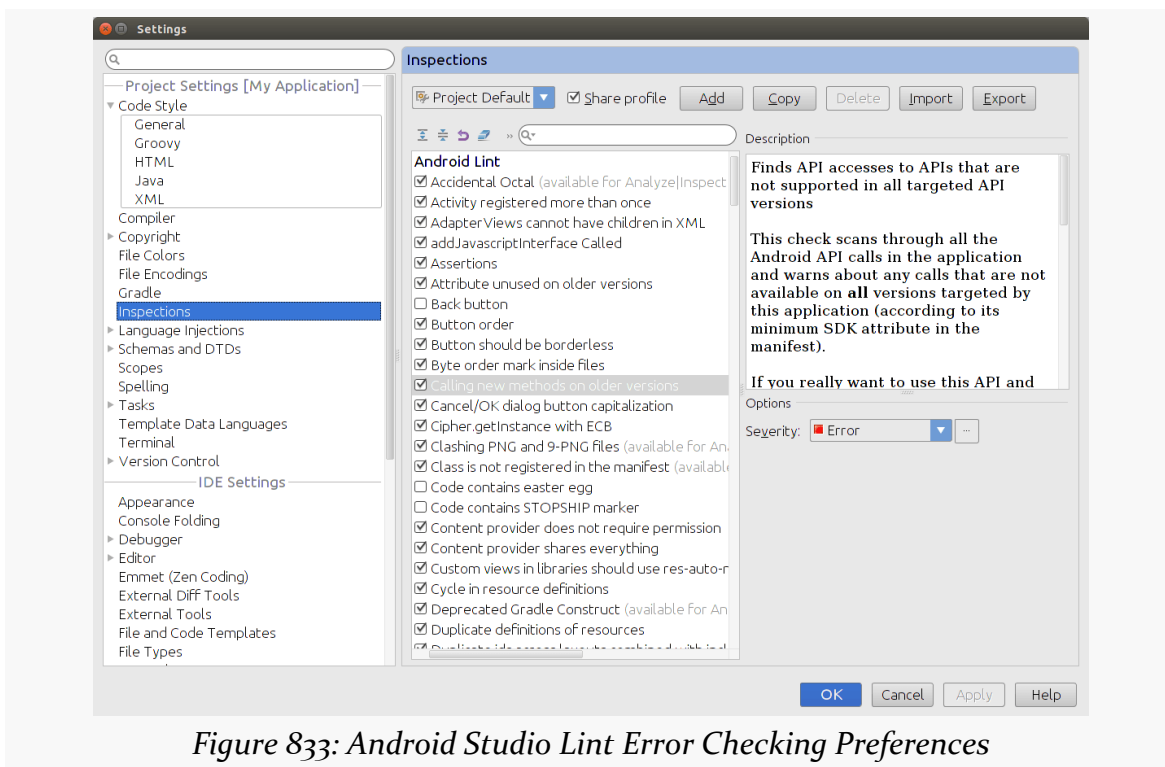 Settings
Project Settings [My Application]
Code Style
General
Groovy
HTML
Java
XML
Compiler
Copyright
File Colors
File Encodings
Gradle
Inspections
Language Injections
Schemas and DTDs
Scopes
Spelling
Tasks
Template Data Languages
Terminal
Version Control
IDE Settings
Appearance
Console Folding
Debugger
Editor
Emmet (Zen Coding)
External Diff Tools
External Tools
File and Code Templates
File Types
Inspections
Project Default
Share profile
Add
Copy
Delete
Import
Export
»
Android Lint
Accidental Octal (available for Analyze|Inspect
Activity registered more than once
AdapterViews cannot have children in XML
addJavascriptInterface Called
Assertions
Attribute unused on older versions
Back button
Button order
Button should be borderless
Byte order mark inside files
Calling new methods on older versions
Cancel/OK dialog button capitalization
Cipher.getInstance with ECB
Clashing PNG and 9-PNG files (available for An
Class is not registered in the manifest (availabl
Code contains easter egg
Code contains STOPSHIP marker
Content provider does not require permission
Content provider shares everything
Custom views in libraries should use res-auto-n
Cycle in resource definitions
Deprecated Gradle Construct (available for An
Duplicate definitions of resources
Description
Finds API accesses to APIs that are
not supported in all targeted API
versions
This check scans through all the
Android API calls in the application
and warns about any calls that are not
available on all versions targeted by
this application (according to its
minimum SDK attribute in the
manifest).
If you really want to use this API and
Options
Severity:
Error
...
OK
Cancel
Apply
Help
Figure 833: Android Studio Lint Error Checking Preferences